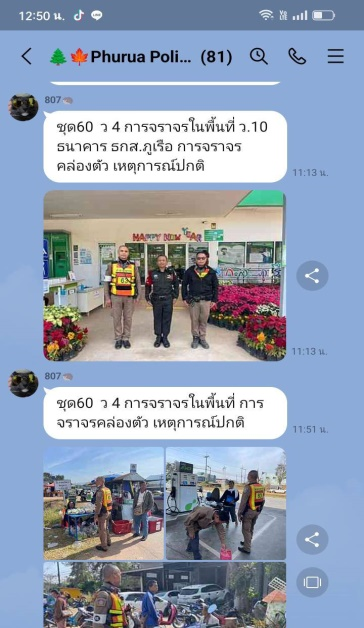 12:50 น.
Phurua Poli... (81)
807
ชุด60 ว 4 การจราจรในพื้นที่ ว.10
ธนาคาร ธกส.ภูเรือ การจราจร
คล่องตัว เหตุการณ์ปกติ
11:13 น.
HAPPY NEW YEAR
11:13 น.
807
ชุด60 ว 4 การจราจรในพื้นที่ การ
จราจรคล่องตัว เหตุการณ์ปกติ
11:51 น.